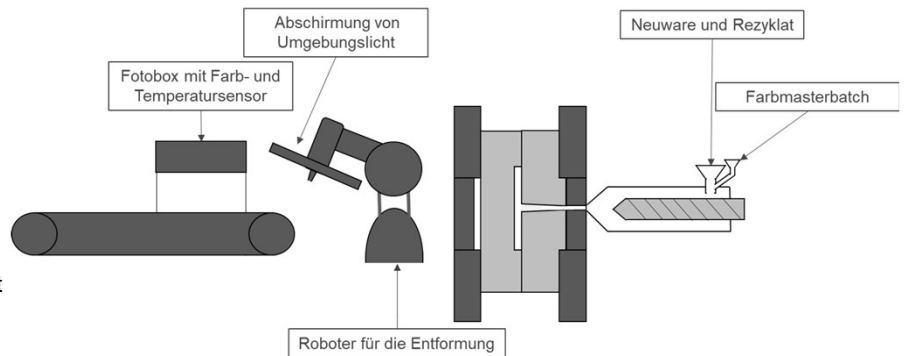 Abschirmung von
Umgebungslicht
Neuware und Rezyklat
Fotobox mit Farb- und
Temperatursensor
Farbmasterbatch
t
Roboter für die Entformung